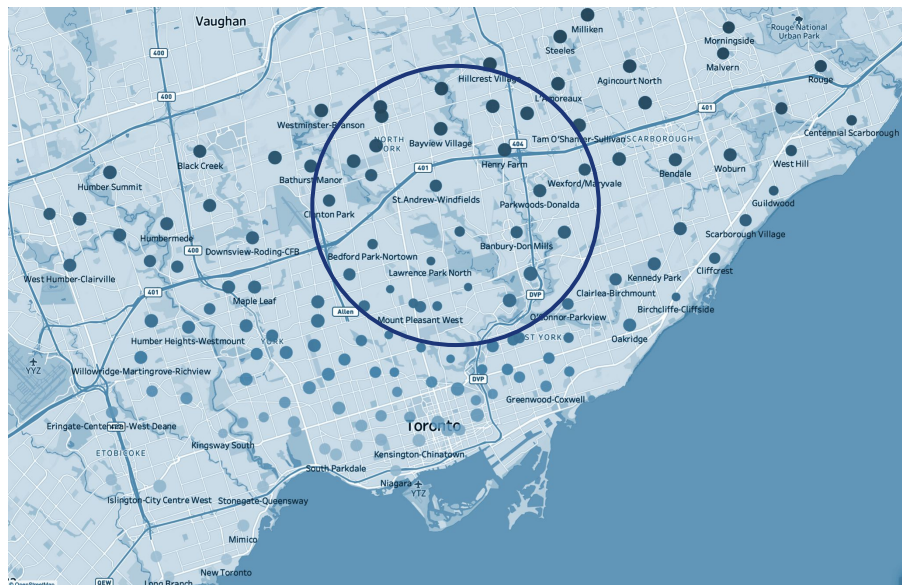 Vaughan
Milliken
Rouge National
Urban Park
Morningside
Steeles
400
Malvern
Hillcrest Village
Agincourt North
Rouge
400
L'Amoreaux
401
Westminster-Branson
Centennial Scarborough
NORTH
YORK
Bayview Village
404
Tam O'Shanter-Sullivan
SCARBOROUGH
Black Creek
Henry Farm
West Hill
401
Bathurst Manor
Bendale
Woburn
Humber Summit
Wexford/Maryvale
St.Andrew-Windfields
Parkwoods-Donalda
Guildwood
Clanton Park
Humbermede
Scarborough Village
400
Downsview-Roding-CFB
Banbury-Don Mills
Bedford Park-Nortown
West Humber-Clairville
Lawrence Park North
Kennedy Park
Cliffcrest
401
DVP
Clairlea-Birchmount
Maple Leaf
Allen
Birchcliffe-Cliffside
Mount Pleasant West
O'Connor-Parkview
Humber Heights-Westmount
YORK
EAST YORK
Oakridge
YYZ
Willowridge-Martingrove-Richview
DVP
Greenwood-Coxwell
Toronto
Kingsway South
ETOBICOKE
Kensington-Chinatown
South Parkdale
Niagara
YTZ
Islington-City Centre West
Stonegate-Queensway
Mimico
New Toronto
Long Branch
QEW
© OpenStreetMap